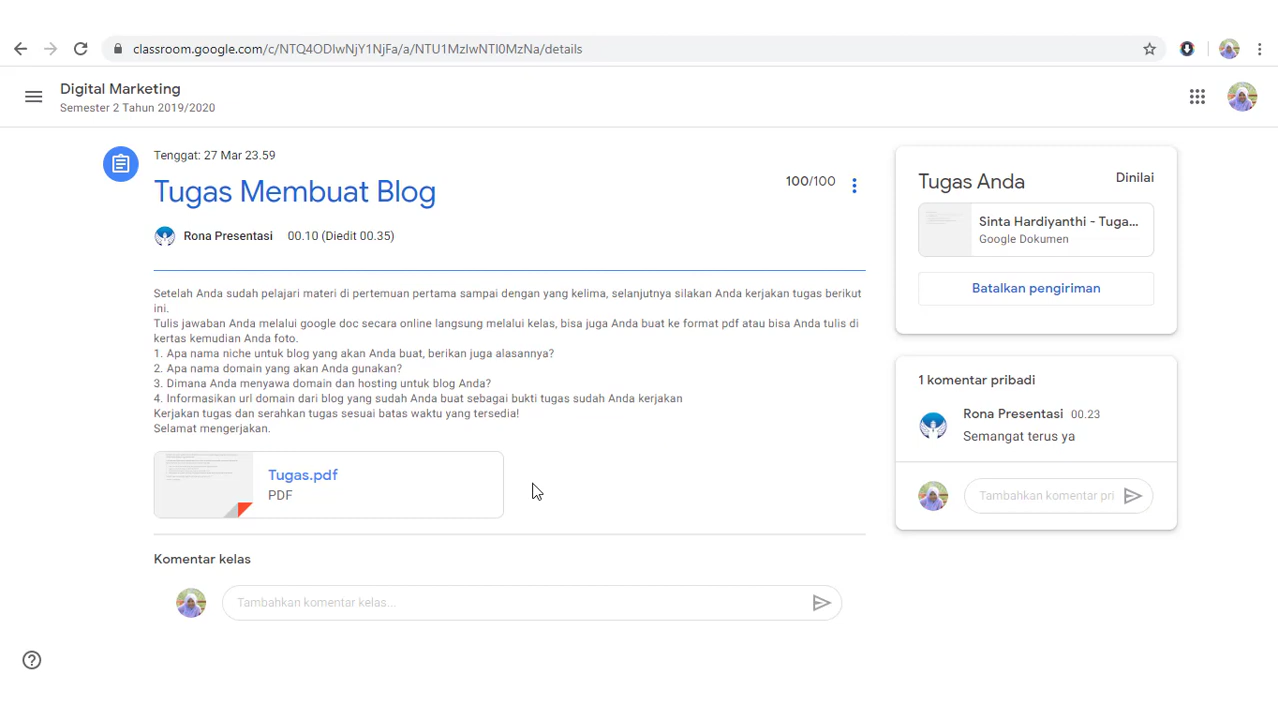 classroom.google.com/c/NTQ4ODIwNjY1NjFa/a/NTU1MzIwNTI0MzNa/details
Digital Marketing
Semester 2 Tahun 2019/2020
Tenggat: 27 Mar 23.59
Tugas Membuat Blog
100/100
Rona Presentasi 00.10 (Diedit 00.35)
Setelah Anda sudah pelajari materi di pertemuan pertama sampai dengan yang kelima, selanjutnya silakan Anda kerjakan tugas berikut
ini.
Tulis jawaban Anda melalui google doc secara online langsung melalui kelas, bisa juga Anda buat ke format pdf atau bisa Anda tulis di
kertas kemudian Anda foto.
1. Apa nama niche untuk blog yang akan Anda buat, berikan juga alasannya?
2. Apa nama domain yang akan Anda gunakan?
3. Dimana Anda menyawa domain dan hosting untuk blog Anda?
4. Informasikan url domain dari blog yang sudah Anda buat sebagai bukti tugas sudah Anda kerjakan
Kerjakan tugas dan serahkan tugas sesuai batas waktu yang tersedia!
Selamat mengerjakan.
Tugas.pdf
PDF
Komentar kelas
Tambahkan komentar kelas...
Tugas Anda
Dinilai
Sinta Hardiyanthi - Tuga...
Google Dokumen
Batalkan pengiriman
1 komentar pribadi
Rona Presentasi 00.23
Semangat terus ya
Tambahkan komentar pri